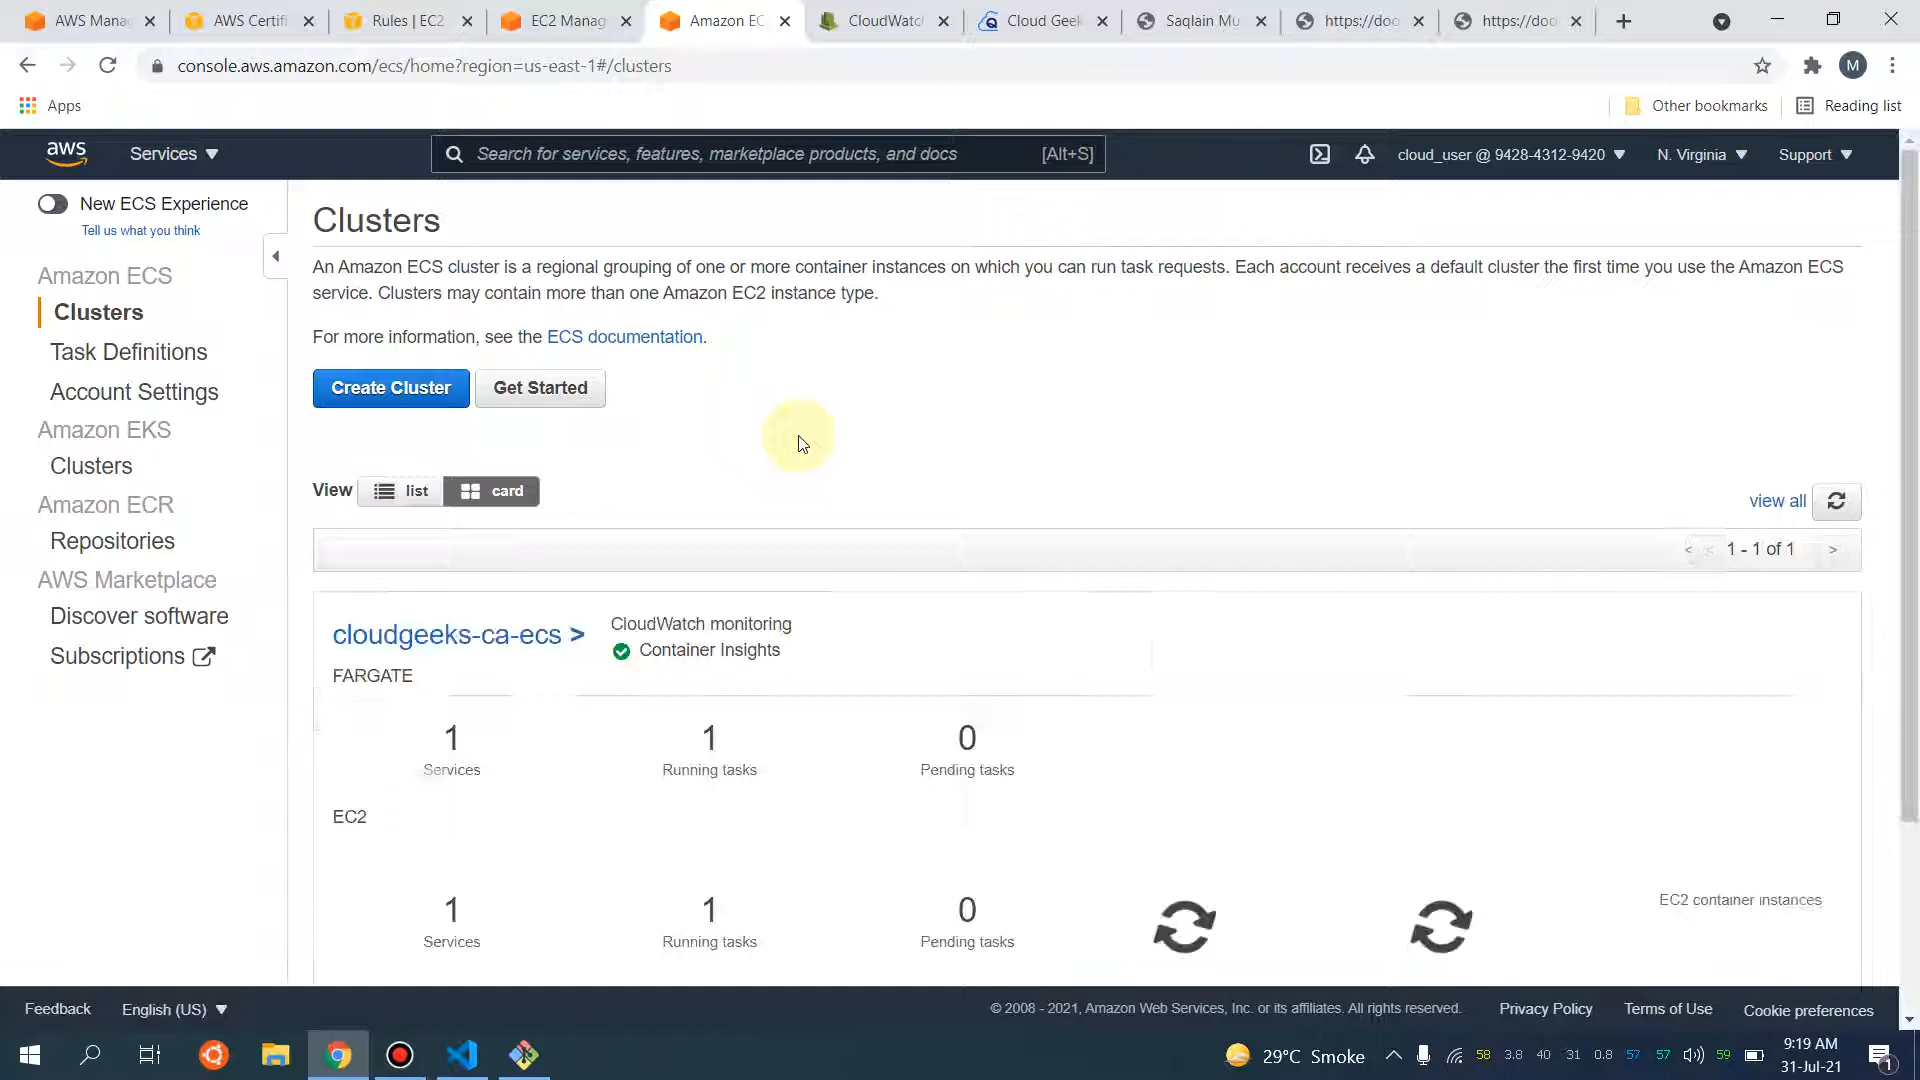 AWS Mana
AWS Certifi
Rules | EC2
EC2 Manag
Amazon EC
CloudWatc
Cloud Geek
Saqlain Mu
https://doo
https://doo
console.aws.amazon.com/ecs/home?region=us-east-1#/clusters
M
Apps
Other bookmarks
Reading list
aws
Services
Search for services, features, marketplace products, and docs
[Alt+S]
cloud_user @ 9428-4312-9420
N. Virginia
Support
New ECS Experience
Tell us what you think
Amazon ECS
Clusters
Task Definitions
Account Settings
Amazon EKS
Clusters
Amazon ECR
Repositories
AWS Marketplace
Discover software
Subscriptions
Clusters
An Amazon ECS cluster is a regional grouping of one or more container instances on which you can run task requests. Each account receives a default cluster the first time you use the Amazon ECS
service. Clusters may contain more than one Amazon EC2 instance type.
For more information, see the ECS documentation.
Create Cluster
Get Started
View
list
card
view all
< < 1 - 1 of 1 >
cloudgeeks-ca-ecs >
CloudWatch monitoring
Container Insights
FARGATE
1
1
0
Services
Running tasks
Pending tasks
EC2
1
1
0
Services
Running tasks
Pending tasks
EC2 container instances
Feedback
English (US)
© 2008 - 2021, Amazon Web Services, Inc. or its affiliates. All rights reserved.
Privacy Policy
Terms of Use
Cookie preferences
29°C Smoke
58 3.8 40 31 0.8 57 57
59
9:19 AM
31-Jul-21
1